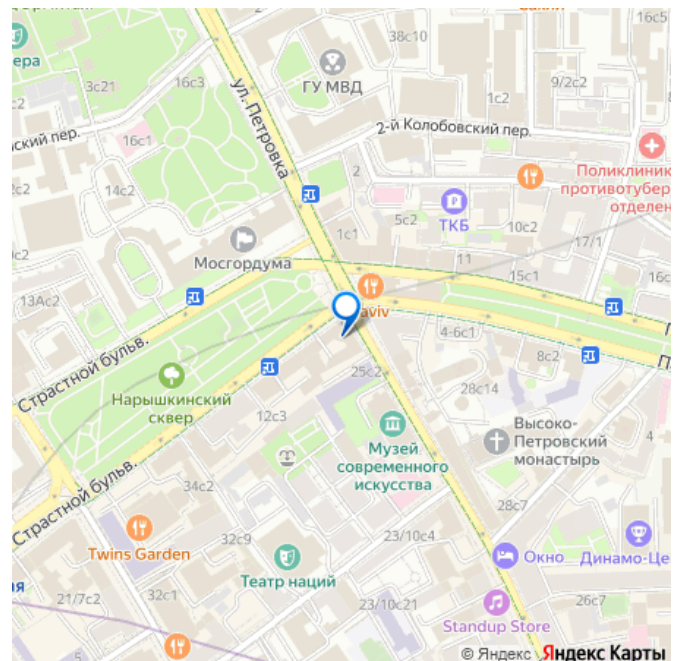 38с10
ера
3с21
16с3
ГУ МВД
9/2с2
1с2
ул. Петровка
2-й Колобовский пер.
ский пер.
16с1
2
Поликлиник
противотубер
отделен
2с2
14с2
5с2
ТКБ
10с2
17/1
1с1
Мосгордума
11
15с1
16с
13Ас2
aviv
4-6с1
П
Страстной бульв.
8с2
П
25с2
28с14
Нарышкинский
сквер
12с3
Высоко-
Петровский
монастырь
4
Музей
современного
искусства
Страстной бульв.
34с2
28с7
32с9
23/10с4
Twins Garden
Окно
Динамо-Це
Театр наций
ая
21/7с2
32с1
23/10с21
26с7
Standup Store
© Яндекс Яндекс Карты